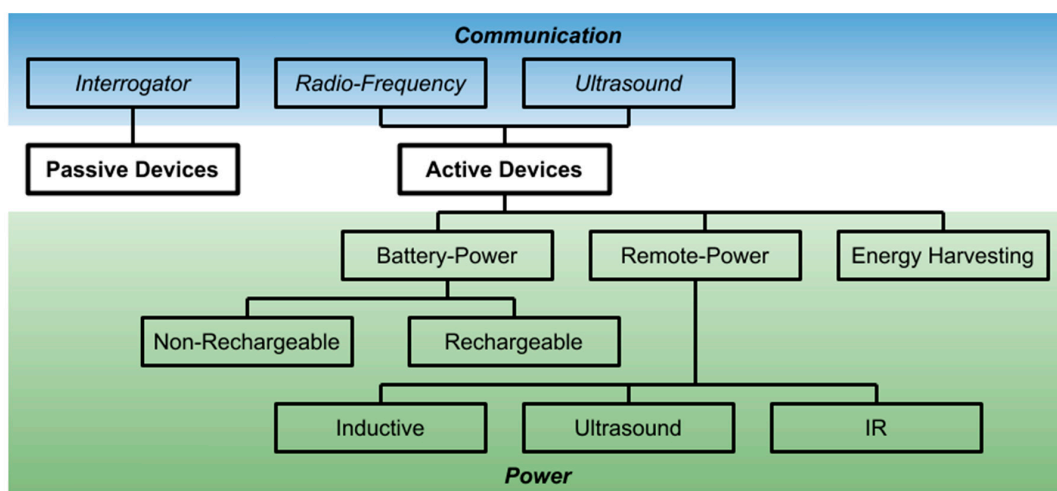 Communication
Interrogator
Radio-Frequency
Ultrasound
Passive Devices
Active Devices
Battery-Power
Remote-Power
Energy Harvesting
Non-Rechargeable
Rechargeable
Inductive
Ultrasound
IR
Power